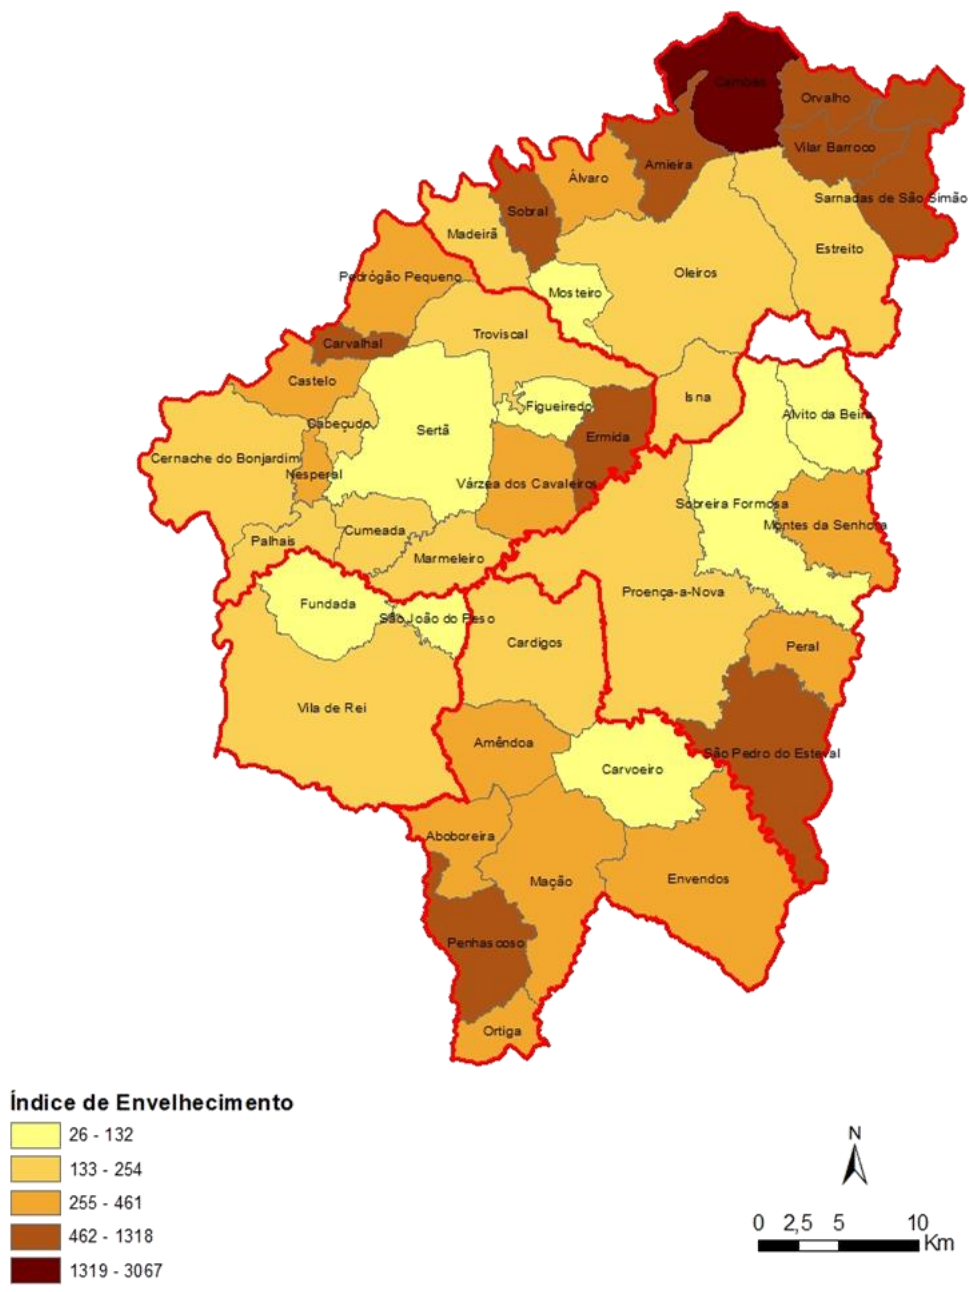 Cambas
Orvalho
Vilar Barroco
Amieira
Álvaro
Sarnadas de São Simão
Sobral
Madeirã
Estreito
Oleiros
Pedrógão Pequeno
Mosteiro
Troviscal
Carvalhal
Castelo
Isna
Figueiredo
Alvito da Beira
Cabeçudo
Sertã
Ermida
Cernache do Bonjardim
Nesperal
Várzea dos Cavaleiros
Sobreira Formosa
Montes da Senhora
Cumeada
Palhais
Marmeleiro
Proença-a-Nova
Fundada
São João do Peso
Cardigos
Peral
Vila de Rei
Amêndoa
São Pedro do Esteval
Carvoeiro
Aboboreira
Mação
Envendos
Penhascoso
Ortiga
Índice de Envelhecimento
26 - 132
133 - 254
255 - 461
462 - 1318
1319 - 3067
N
0 2,5 5 10
Km